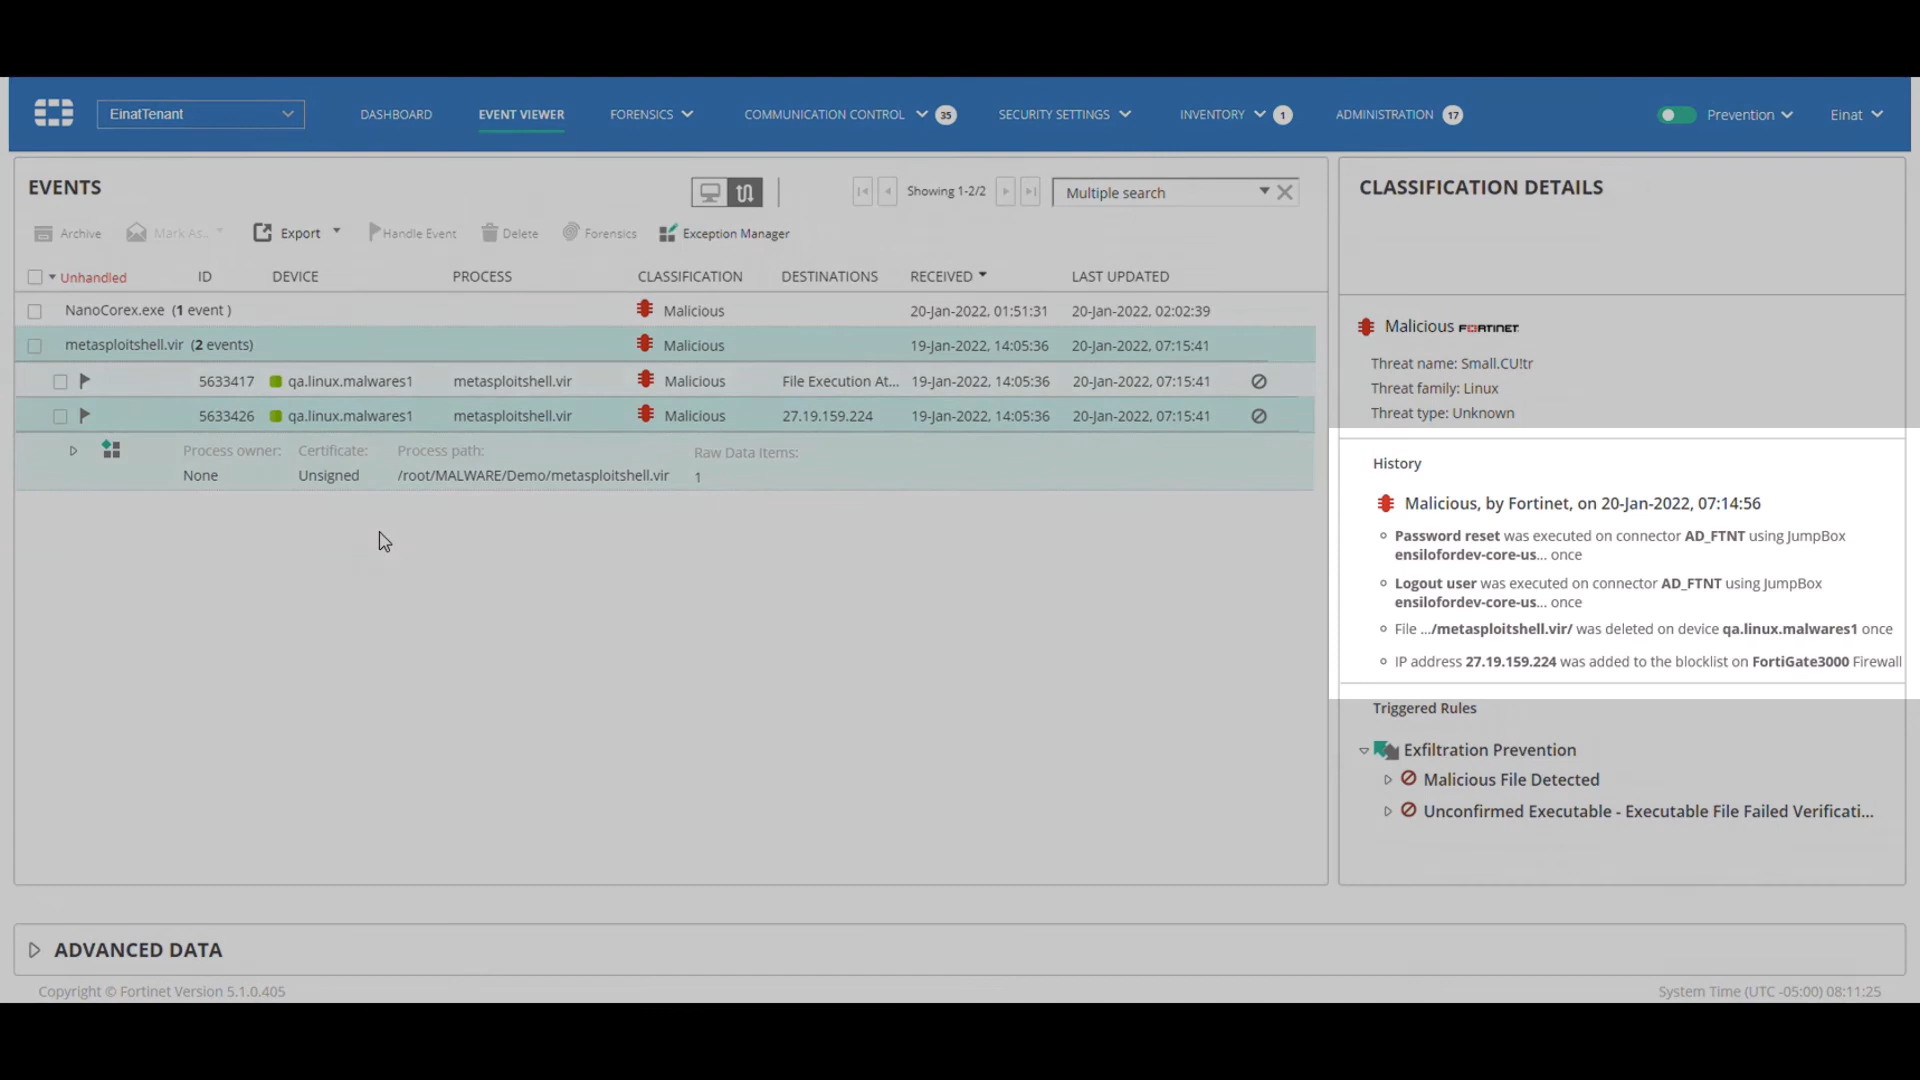 EinatTenant
DASHBOARD
EVENT VIEWER
FORENSICS
COMMUNICATION CONTROL
35
SECURITY SETTINGS
INVENTORY
1
ADMINISTRATION
17
Prevention
Einat
EVENTS
Showing 1-2/2
Multiple search
Archive
Mark As...
Export
Handle Event
Delete
Forensics
Exception Manager
Unhandled
ID
DEVICE
PROCESS
CLASSIFICATION
DESTINATIONS
RECEIVED
LAST UPDATED
NanoCorex.exe (1 event )
Malicious
20-Jan-2022, 01:51:31
20-Jan-2022, 02:02:39
metasploitshell.vir (2 events)
Malicious
19-Jan-2022, 14:05:36
20-Jan-2022, 07:15:41
5633417
qa.linux.malwares1
metasploitshell.vir
Malicious
File Execution At...
19-Jan-2022, 14:05:36
20-Jan-2022, 07:15:41
5633426
qa.linux.malwares1
metasploitshell.vir
Malicious
27.19.159.224
19-Jan-2022, 14:05:36
20-Jan-2022, 07:15:41
Process owner:
Certificate:
Process path:
Raw Data Items:
None
Unsigned
/root/MALWARE/Demo/metasploitshell.vir
1
CLASSIFICATION DETAILS
Malicious FORTINET
Threat name: Small.CU!tr
Threat family: Linux
Threat type: Unknown
History
Malicious, by Fortinet, on 20-Jan-2022, 07:14:56
Password reset was executed on connector AD_FTNT using JumpBox
ensilofordev-core-us... once
Logout user was executed on connector AD_FTNT using JumpBox
ensilofordev-core-us... once
File .../metasploitshell.vir/ was deleted on device qa.linux.malwares1 once
IP address 27.19.159.224 was added to the blocklist on FortiGate3000 Firewall
Triggered Rules
Exfiltration Prevention
Malicious File Detected
Unconfirmed Executable - Executable File Failed Verificati...
ADVANCED DATA
Copyright © Fortinet Version 5.1.0.405
System Time (UTC -05:00) 08:11:25